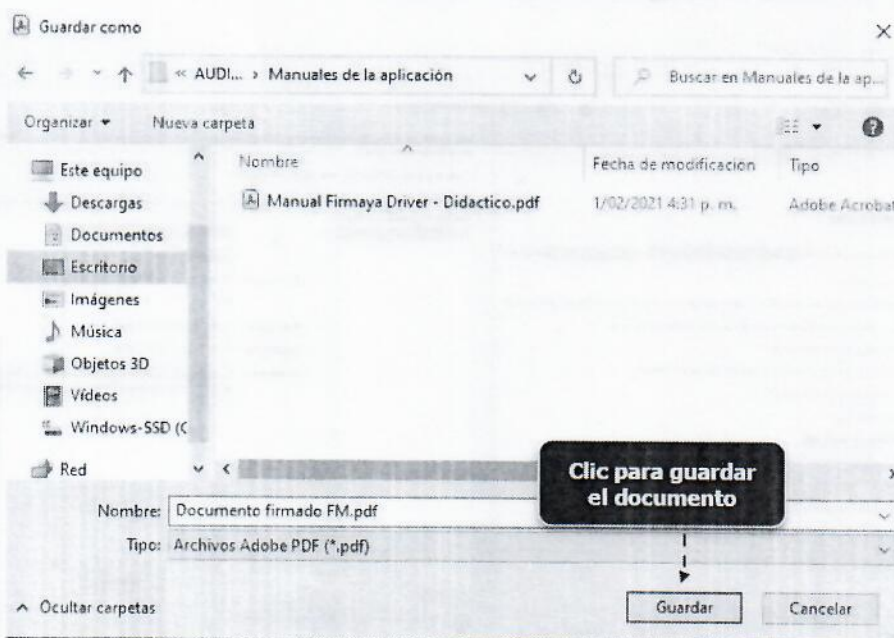 Guardar como
« AUDI... › Manuales de la aplicación
Buscar en Manuales de la ap...
Organizar
Nueva carpeta
Este equipo
Descargas
Documentos
Escritorio
Imágenes
Música
Objetos 3D
Vídeos
Windows-SSD (C
Red
Nombre Fecha de modificación Tipo
Manual Firmaya Driver - Didactico.pdf 1/02/2021 4:31 p. m. Adobe Acrobat
Clic para guardar
el documento
Nombre: Documento firmado FM.pdf
Tipo: Archivos Adobe PDF (*.pdf)
Ocultar carpetas
Guardar
Cancelar